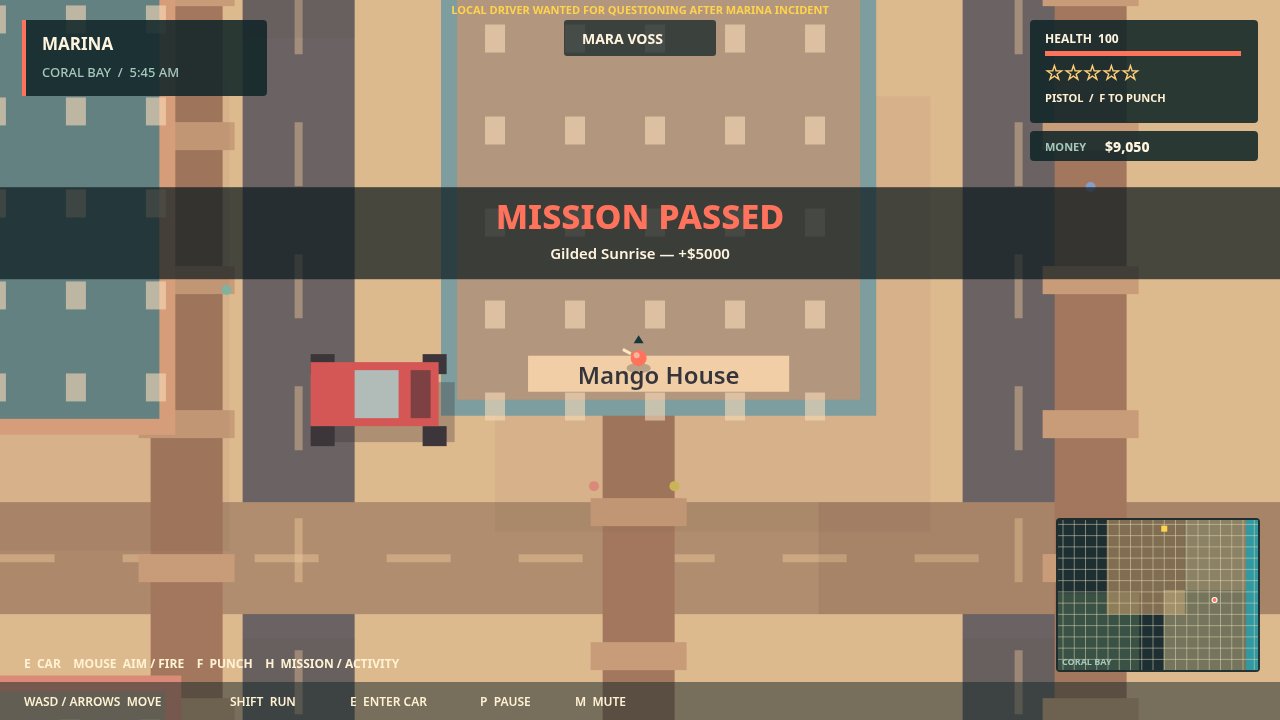 LOCAL DRIVER WANTED FOR QUESTIONING AFTER MARINA INCIDENT
MARINA
CORAL BAY / 5:45 AM
MARA VOSS
HEALTH 100
PISTOL / F TO PUNCH
MONEY $9,050
MISSION PASSED
Gilded Sunrise — +$5000
Mango House
CORAL BAY
E CAR MOUSE AIM / FIRE F PUNCH H MISSION / ACTIVITY
WASD / ARROWS MOVE SHIFT RUN E ENTER CAR P PAUSE M MUTE